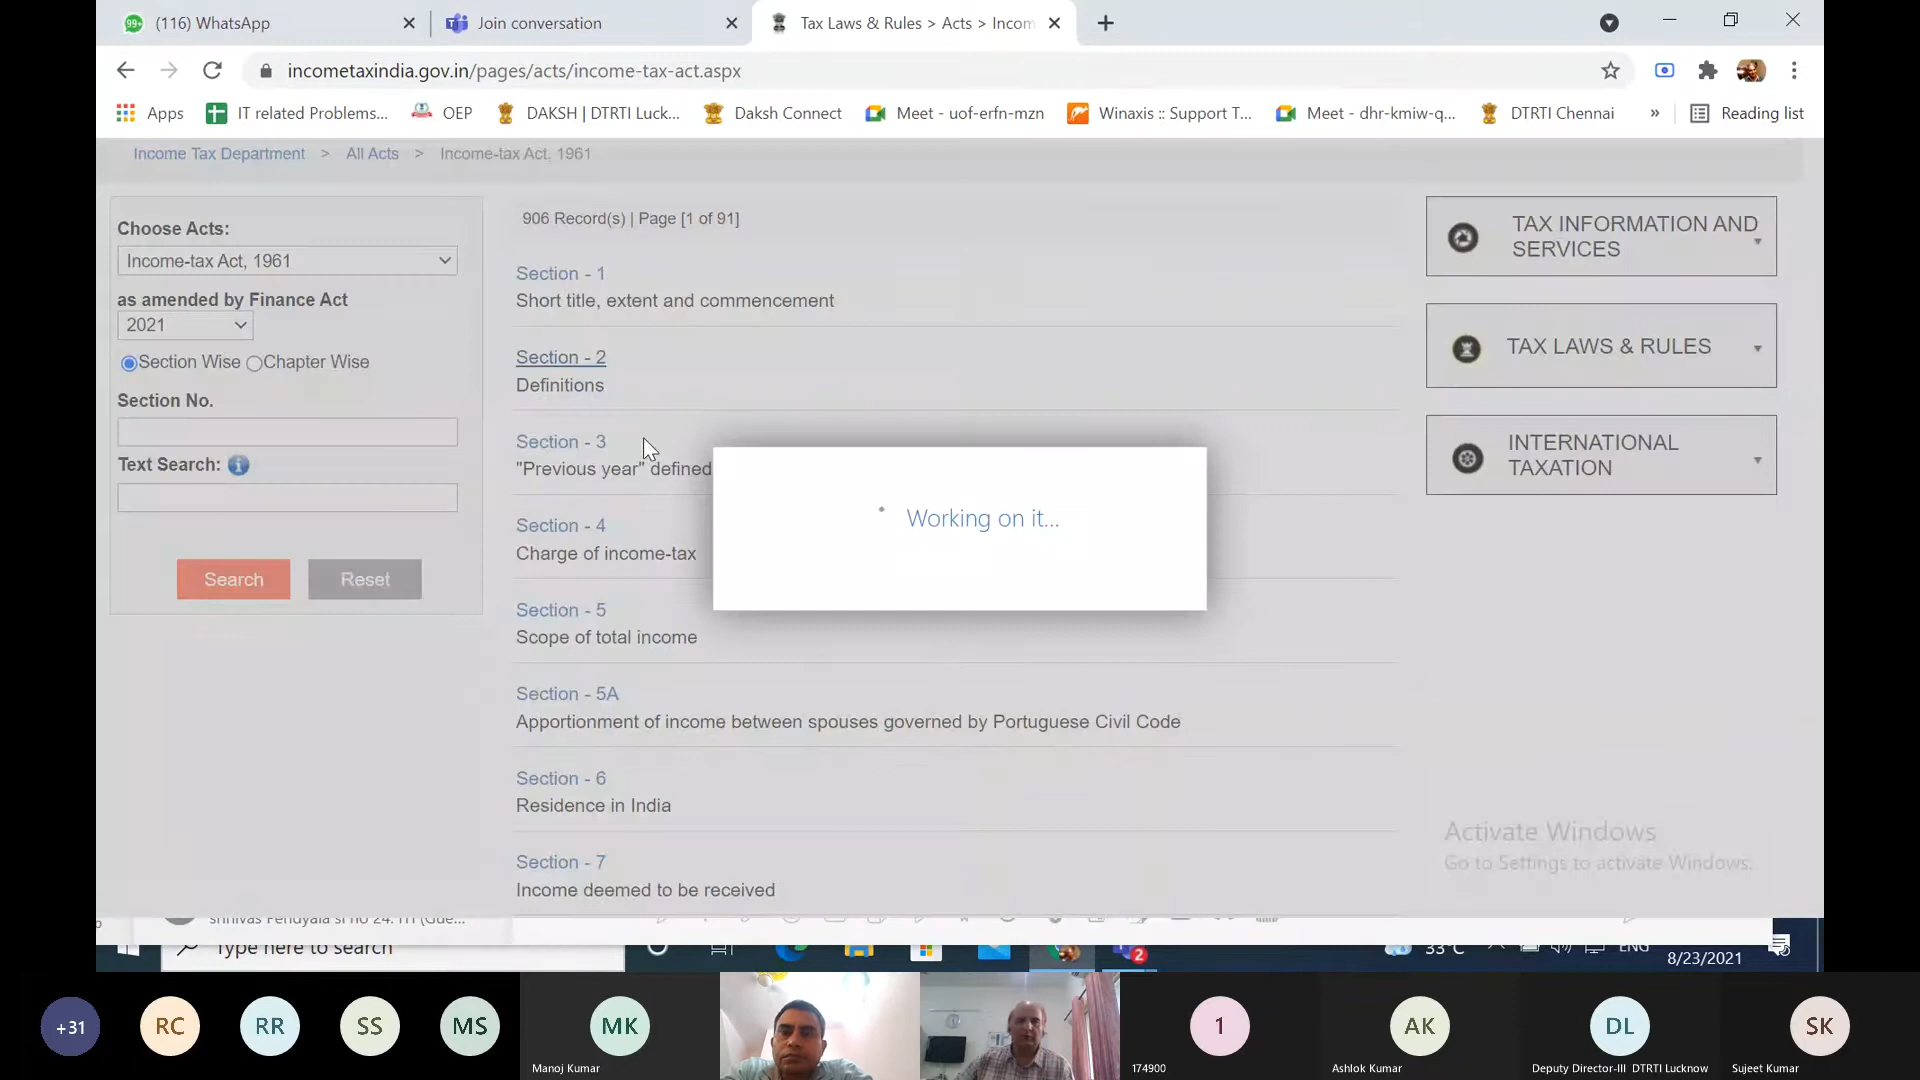 (116) WhatsApp
Join conversation
Tax Laws & Rules > Acts > Incom
incometaxindia.gov.in/pages/acts/income-tax-act.aspx
Apps
IT related Problems...
OEP
DAKSH | DTRTI Luck...
Daksh Connect
Meet - uof-erfn-mzn
Winaxis :: Support T...
Meet - dhr-kmiw-q...
DTRTI Chennai
»
Reading list
Income Tax Department > All Acts > Income-tax Act, 1961
Choose Acts:
Income-tax Act, 1961
as amended by Finance Act
2021
Section Wise Chapter Wise
Section No.
Text Search:
Search
Reset
906 Record(s) | Page [1 of 91]
Section - 1
Short title, extent and commencement
Section - 2
Definitions
Section - 3
"Previous year" defined
Section - 4
Charge of income-tax
Section - 5
Scope of total income
Section - 5A
Apportionment of income between spouses governed by Portuguese Civil Code
Section - 6
Residence in India
Section - 7
Income deemed to be received
Working on it...
TAX INFORMATION AND
SERVICES
TAX LAWS & RULES
INTERNATIONAL
TAXATION
Activate Windows
Go to Settings to activate Windows.
Type here to search
2
33°C
ENG
8/23/2021
+31
RC
RR
SS
MS
MK
Manoj Kumar
1
174900
AK
Ashlok Kumar
DL
Deputy Director-III DTRTI Lucknow
SK
Sujeet Kumar